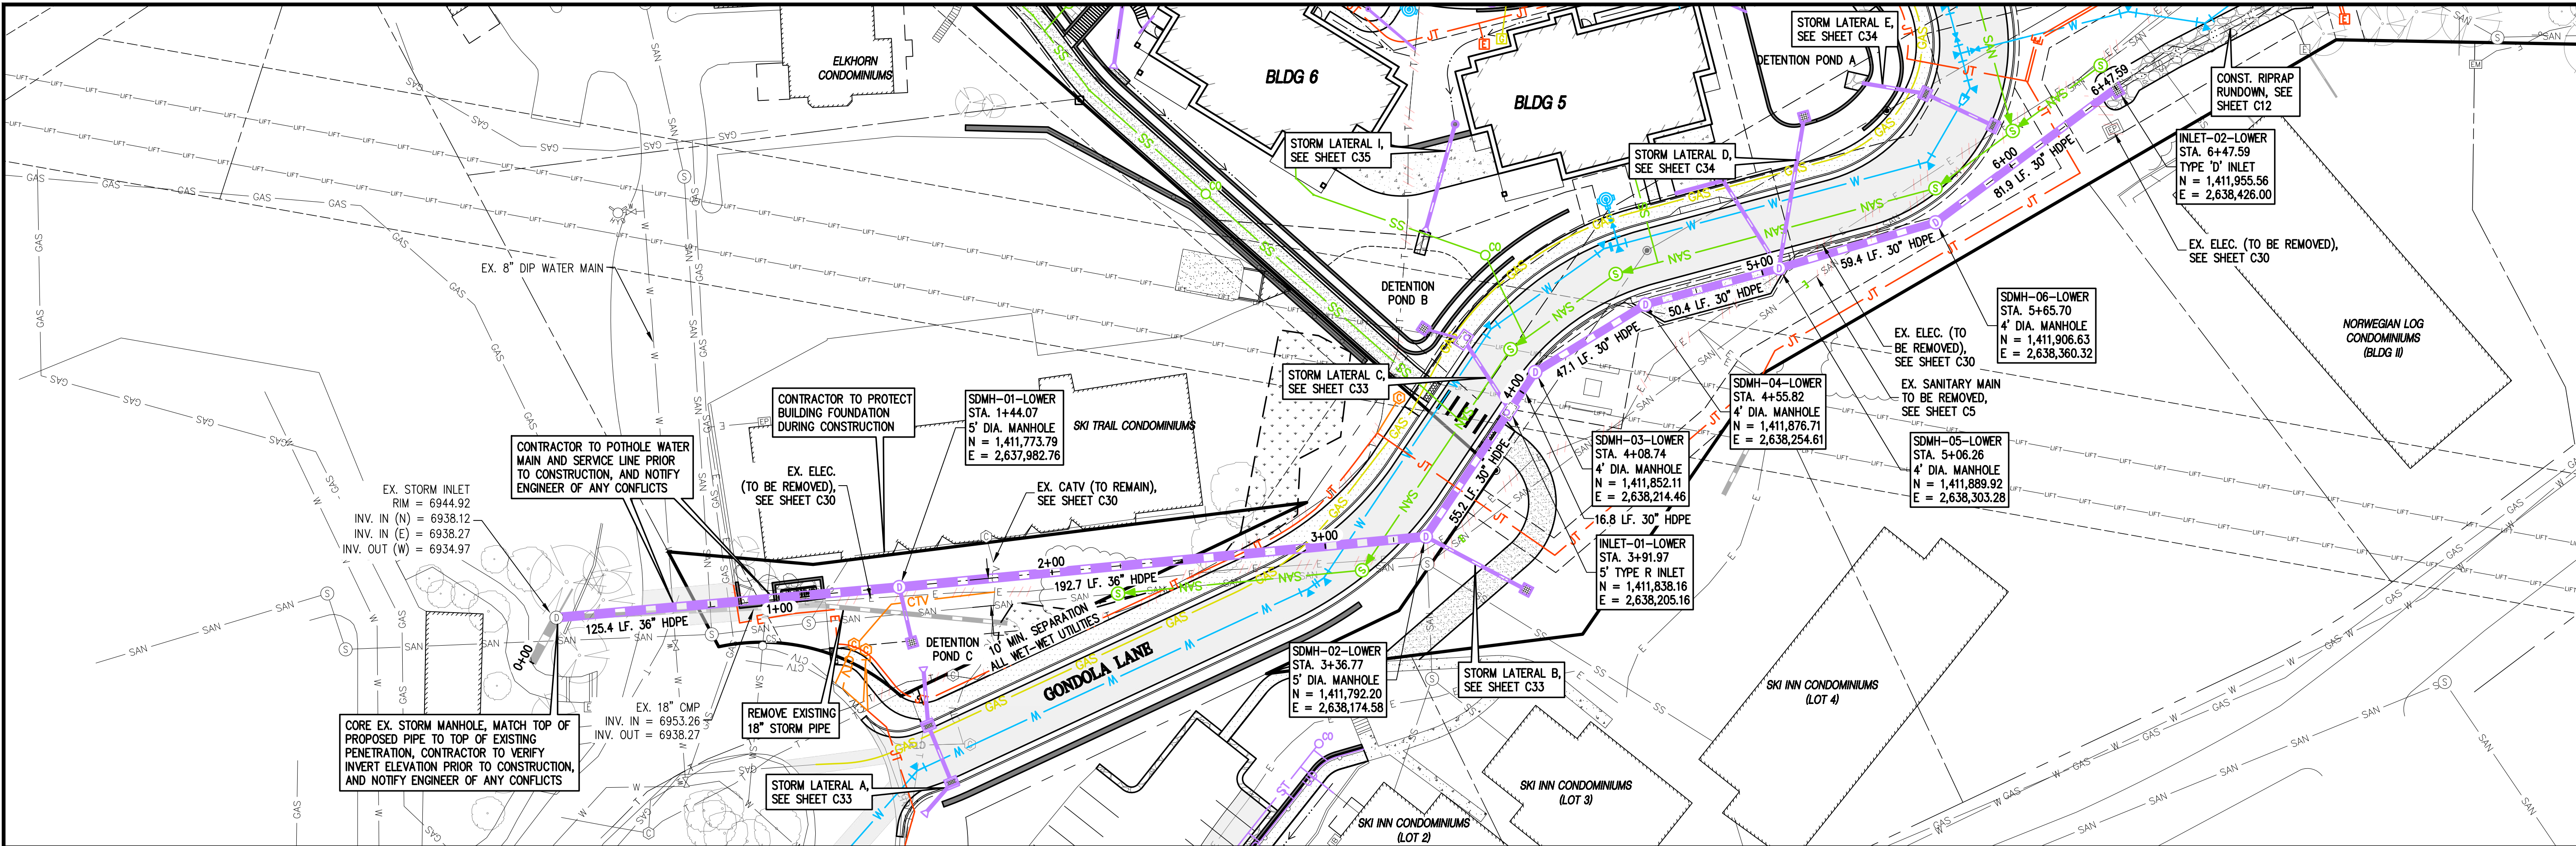 ELKHORN
CONDOMINIUMS
BLDG 6
BLDG 5
STORM LATERAL E,
SEE SHEET C34
DETENTION POND A
CONST. RIPRAP
RUNDOWN, SEE
SHEET C12
STORM LATERAL I,
SEE SHEET C35
STORM LATERAL D,
SEE SHEET C34
6+47.59
6+00
81.9 LF. 30" HDPE
INLET-02-LOWER
STA. 6+47.59
TYPE 'D' INLET
N = 1,411,955.56
E = 2,638,426.00
EX. ELEC. (TO BE REMOVED),
SEE SHEET C30
EX. 8" DIP WATER MAIN
DETENTION
POND B
5+00
59.4 LF. 30" HDPE
50.4 LF. 30" HDPE
47.1 LF. 30" HDPE
SDMH-06-LOWER
STA. 5+65.70
4' DIA. MANHOLE
N = 1,411,906.63
E = 2,638,360.32
EX. ELEC. (TO
BE REMOVED),
SEE SHEET C30
NORWEGIAN LOG
CONDOMINIUMS
(BLDG II)
EX. SANITARY MAIN
TO BE REMOVED,
SEE SHEET C5
STORM LATERAL C,
SEE SHEET C33
4+00
SDMH-04-LOWER
STA. 4+55.82
4' DIA. MANHOLE
N = 1,411,876.71
E = 2,638,254.61
SDMH-05-LOWER
STA. 5+06.26
4' DIA. MANHOLE
N = 1,411,889.92
E = 2,638,303.28
SDMH-03-LOWER
STA. 4+08.74
4' DIA. MANHOLE
N = 1,411,852.11
E = 2,638,214.46
16.8 LF. 30" HDPE
55.2 LF. 30" HDPE
INLET-01-LOWER
STA. 3+91.97
5' TYPE R INLET
N = 1,411,838.16
E = 2,638,205.16
CONTRACTOR TO PROTECT
BUILDING FOUNDATION
DURING CONSTRUCTION
SDMH-01-LOWER
STA. 1+44.07
5' DIA. MANHOLE
N = 1,411,773.79
E = 2,637,982.76
SKI TRAIL CONDOMINIUMS
CONTRACTOR TO POTHOLE WATER
MAIN AND SERVICE LINE PRIOR
TO CONSTRUCTION, AND NOTIFY
ENGINEER OF ANY CONFLICTS
EX. ELEC.
(TO BE REMOVED),
SEE SHEET C30
EX. CATV (TO REMAIN),
SEE SHEET C30
EX. STORM INLET
RIM = 6944.92
INV. IN (N) = 6938.12
INV. IN (E) = 6938.27
INV. OUT (W) = 6934.97
0+00
125.4 LF. 36" HDPE
1+00
2+00
192.7 LF. 36" HDPE
3+00
10' MIN. SEPARATION
ALL WET-WET UTILITIES
DETENTION
POND C
GONDOLA LANE
SDMH-02-LOWER
STA. 3+36.77
5' DIA. MANHOLE
N = 1,411,792.20
E = 2,638,174.58
STORM LATERAL B,
SEE SHEET C33
SKI INN CONDOMINIUMS
(LOT 4)
EX. 18" CMP
INV. IN = 6953.26
INV. OUT = 6938.27
REMOVE EXISTING
18" STORM PIPE
CORE EX. STORM MANHOLE, MATCH TOP OF
PROPOSED PIPE TO TOP OF EXISTING
PENETRATION, CONTRACTOR TO VERIFY
INVERT ELEVATION PRIOR TO CONSTRUCTION,
AND NOTIFY ENGINEER OF ANY CONFLICTS
STORM LATERAL A,
SEE SHEET C33
SKI INN CONDOMINIUMS
(LOT 3)
SKI INN CONDOMINIUMS
(LOT 2)